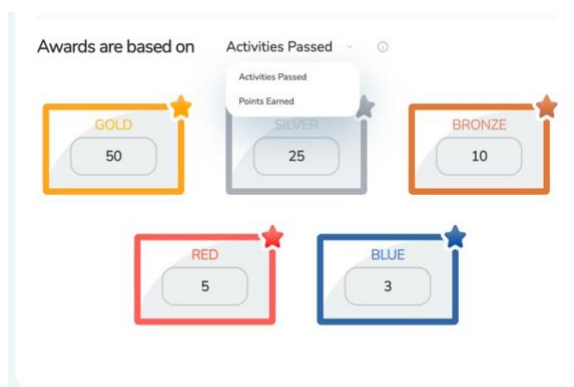 Awards are based on Activities Passed
Activities Passed
Points Earned
GOLD
50
SILVER
25
BRONZE
10
RED
5
BLUE
3